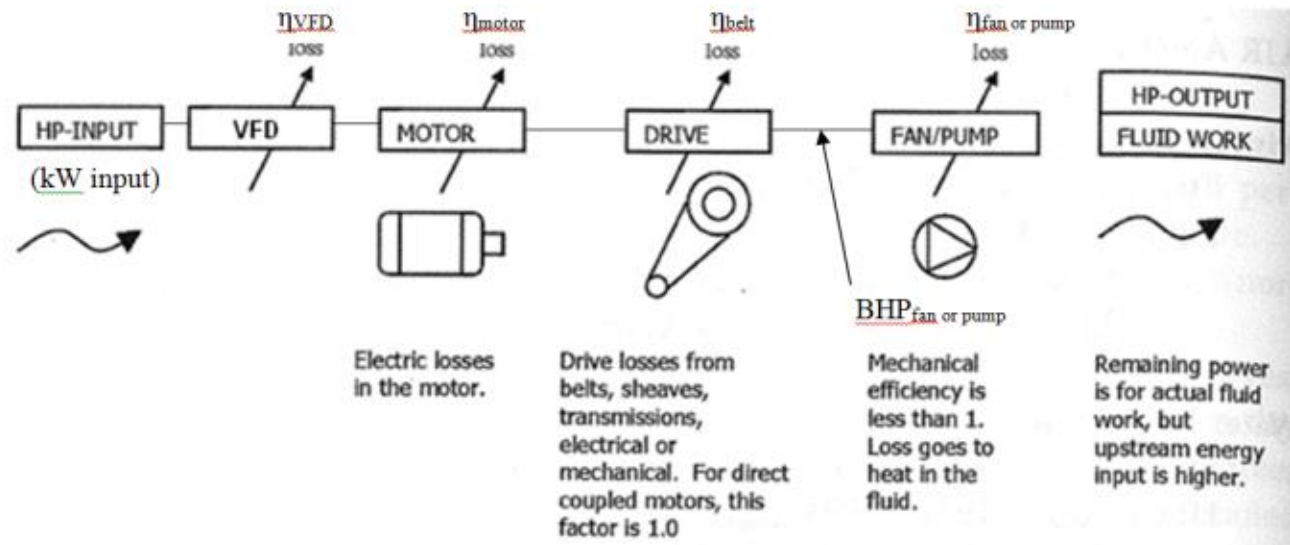 ηVFD
loss
ηmotor
loss
ηbelt
loss
ηfan or pump
loss
HP-INPUT
VFD
MOTOR
DRIVE
FAN/PUMP
HP-OUTPUT
FLUID WORK
(kW input)
BHPfan or pump
Electric losses
in the motor.
Drive losses from
belts, sheaves,
transmissions,
electrical or
mechanical. For direct
coupled motors, this
factor is 1.0
Mechanical
efficiency is
less than 1.
Loss goes to
heat in the
fluid.
Remaining power
is for actual fluid
work, but
upstream energy
input is higher.